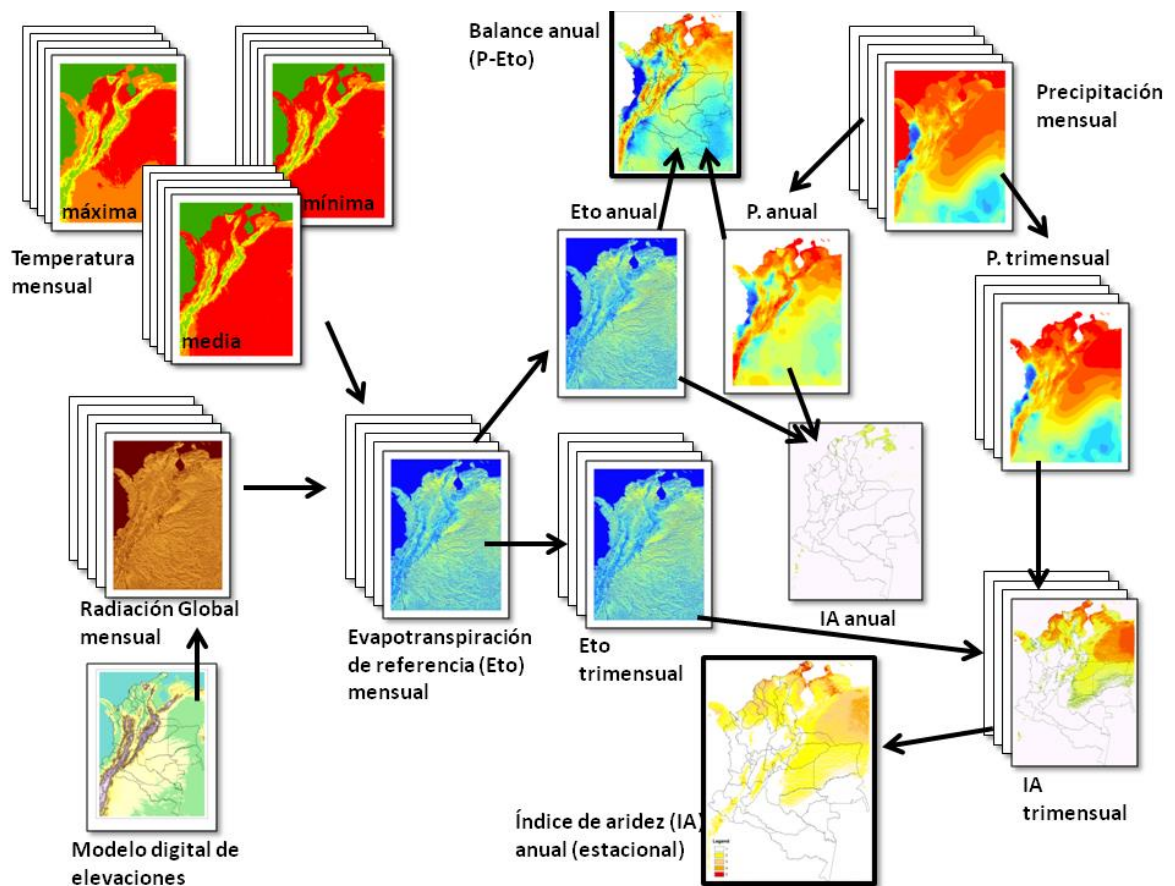 Balance anual
(P-Eto)
Precipitación
mensual
máxima
mínima
media
Temperatura
mensual
Eto anual
P. anual
P. trimensual
Radiación Global
mensual
Evapotranspiración
de referencia (Eto)
mensual
Eto
trimensual
IA anual
IA
trimensual
Modelo digital de
elevaciones
Índice de aridez (IA)
anual (estacional)
Legend